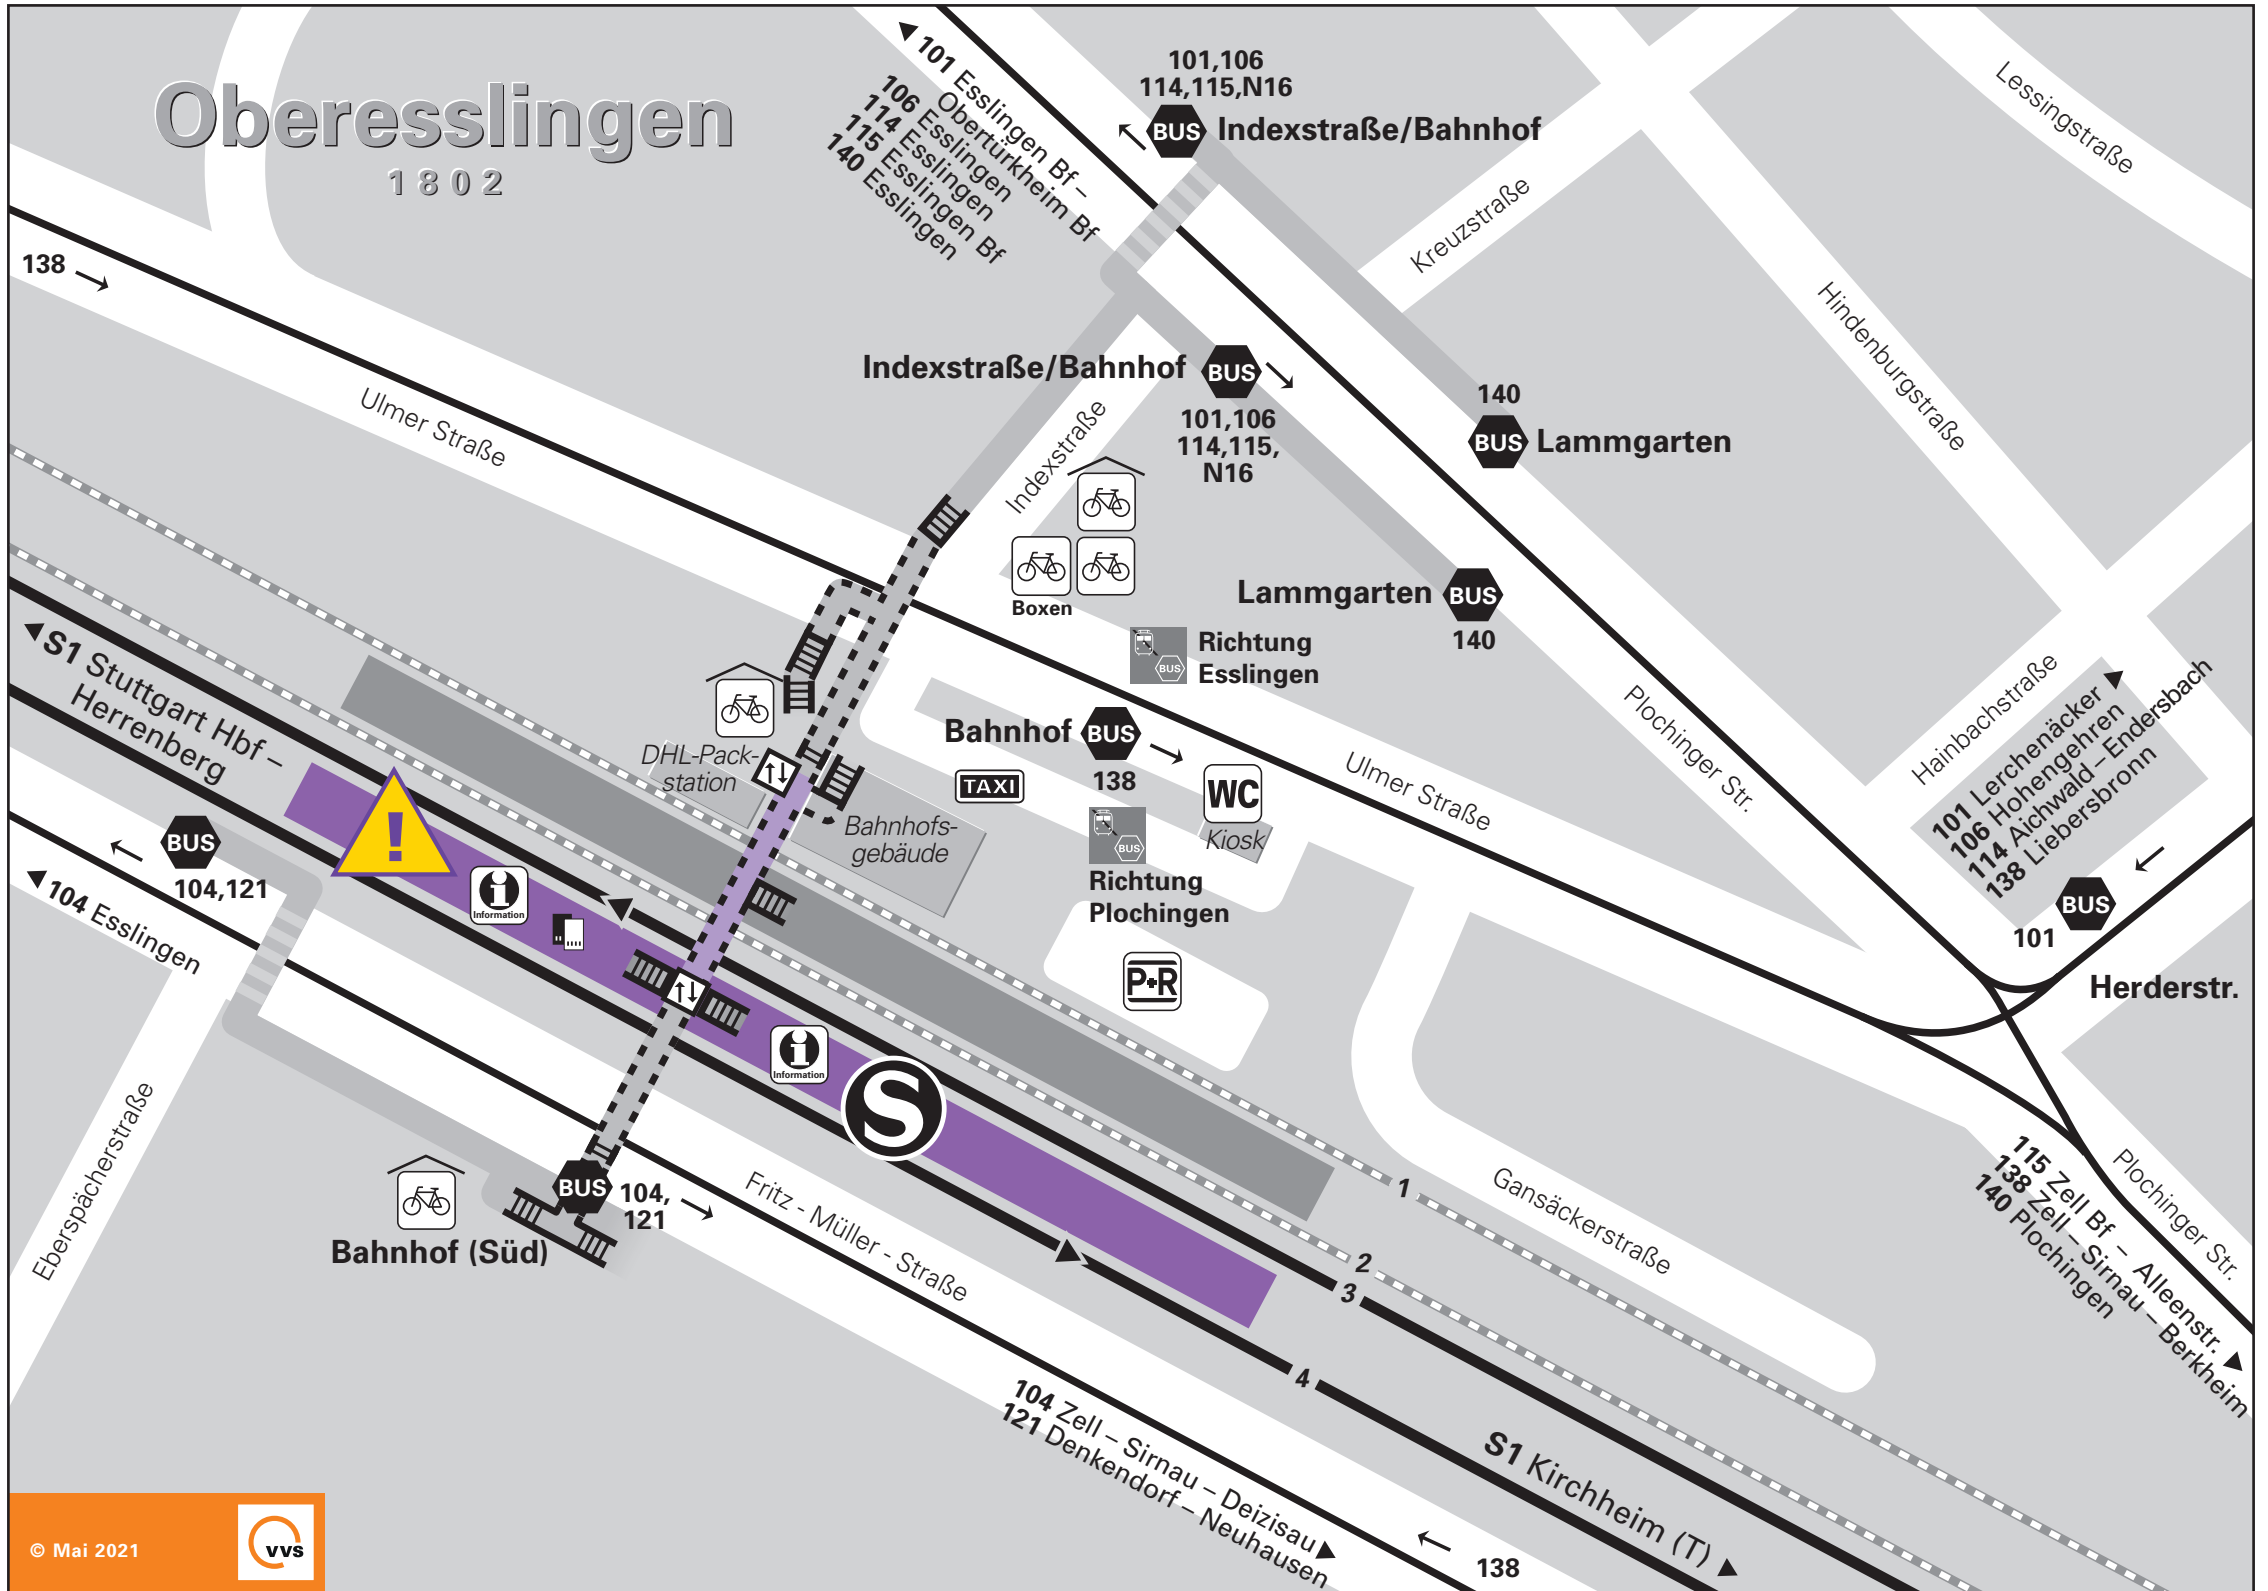 Oberesslingen
1802
101 Esslingen Bf –
Obertürkheim Bf
106 Esslingen
114 Esslingen
115 Esslingen Bf
140 Esslingen
101,106
114,115,N16
BUS Indexstraße/Bahnhof
Lessingstraße
Kreuzstraße
Hindenburgstraße
138
Ulmer Straße
Indexstraße/Bahnhof BUS
101,106
114,115,
N16
Indexstraße
140
BUS Lammgarten
Boxen
Lammgarten BUS
140
BUS
Richtung
Esslingen
S1 Stuttgart Hbf –
Herrenberg
DHL-Pack-
station
Bahnhof BUS
138
TAXI
WC
Kiosk
Ulmer Straße
Plochinger Str.
Hainbachstraße
101 Lerchenäcker
106 Hohengehren
114 Aichwald – Endersbach
138 Liebersbronn
BUS
101
Herderstr.
BUS
104,121
104 Esslingen
!
Information
Bahnhofs-
gebäude
BUS
Richtung
Plochingen
P+R
Information
S
Eberspächerstraße
BUS
104,
121
Bahnhof (Süd)
Fritz - Müller - Straße
1
2
3
4
Gansäckerstraße
115 Zell Bf – Alleenstr.
138 Zell – Sirnau – Berkheim
140 Plochingen
Plochinger Str.
104 Zell – Sirnau – Deizisau
121 Denkendorf – Neuhausen
S1 Kirchheim (T)
138
© Mai 2021
vvs